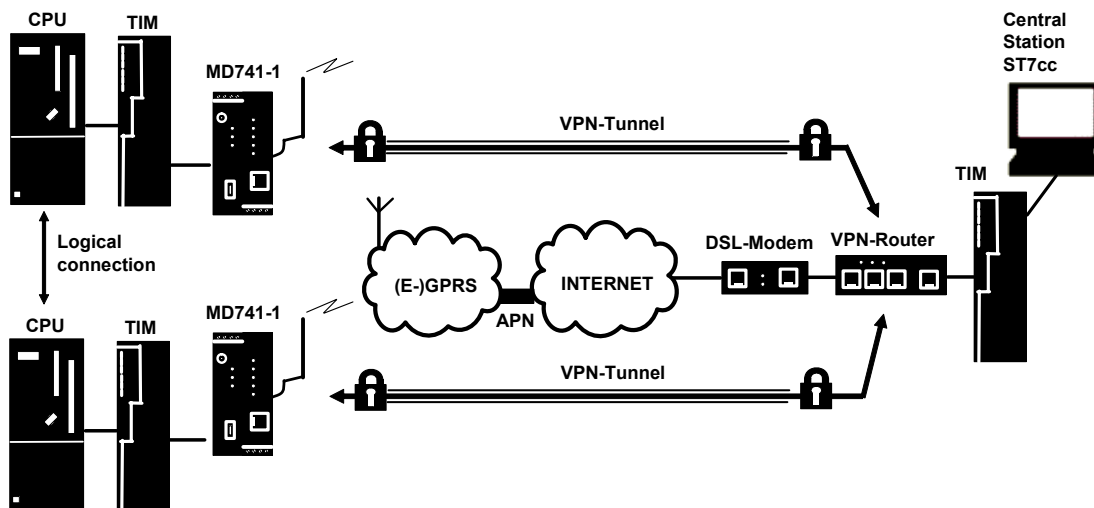 CPU
TIM
MD741-1
VPN-Tunnel
Central
Station
ST7cc
TIM
Logical
connection
(E-)GPRS
APN
INTERNET
DSL-Modem
VPN-Router
CPU
TIM
MD741-1
VPN-Tunnel